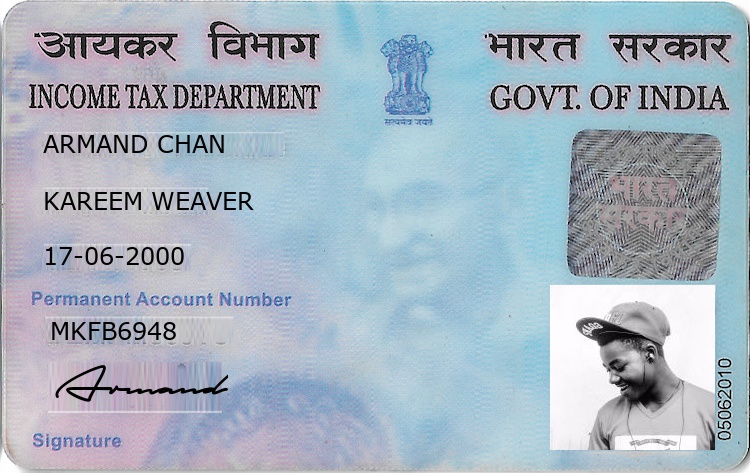 आयकर विभाग
भारत सरकार
INCOME TAX DEPARTMENT
GOVT. OF INDIA
सत्यमेव जयते
ARMAND CHAN
भारत
सरकार
KAREEM WEAVER
17-06-2000
Permanent Account Number
MKFB6948
Armand
Signature
05062010